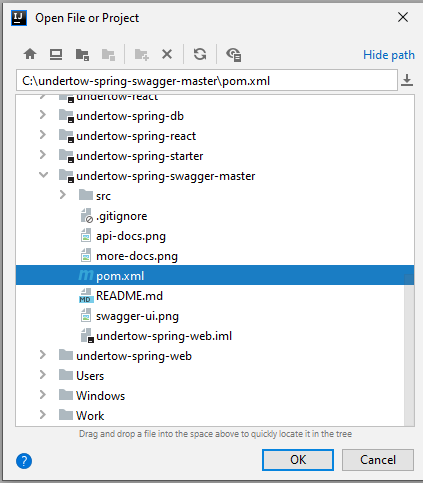 IJ Open File or Project
Hide path
C:\undertow-spring-swagger-master\pom.xml
undertow-react
undertow-spring-db
undertow-spring-react
undertow-spring-starter
undertow-spring-swagger-master
src
.gitignore
api-docs.png
more-docs.png
m pom.xml
MD README.md
swagger-ui.png
undertow-spring-web.iml
undertow-spring-web
Users
Windows
Work
Drag and drop a file into the space above to quickly locate it in the tree
? OK Cancel